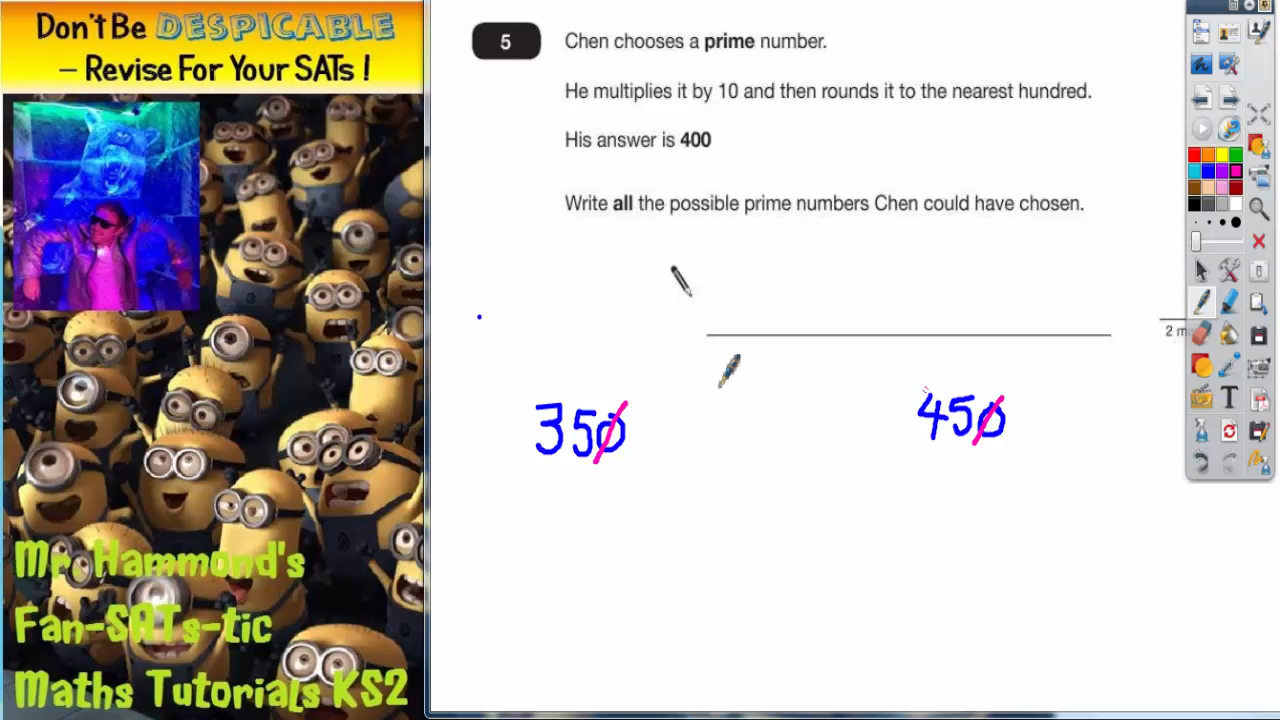 Don't Be DESPICABLE
– Revise For Your SATs !
5
Chen chooses a prime number.
He multiplies it by 10 and then rounds it to the nearest hundred.
His answer is 400
Write all the possible prime numbers Chen could have chosen.
2 m
350
450
Mr. Hammond's
Fan-SATs-tic
Maths Tutorials KS2